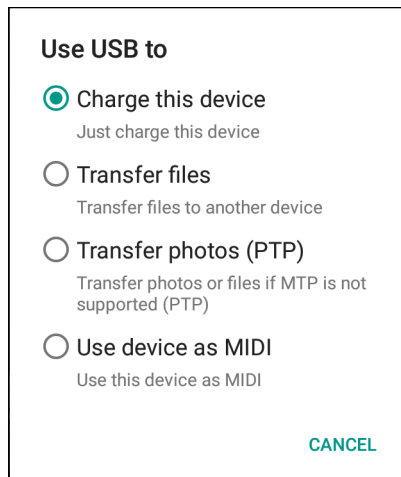 Use USB to
Charge this device
Just charge this device
Transfer files
Transfer files to another device
Transfer photos (PTP)
Transfer photos or files if MTP is not
supported (PTP)
Use device as MIDI
Use this device as MIDI
CANCEL